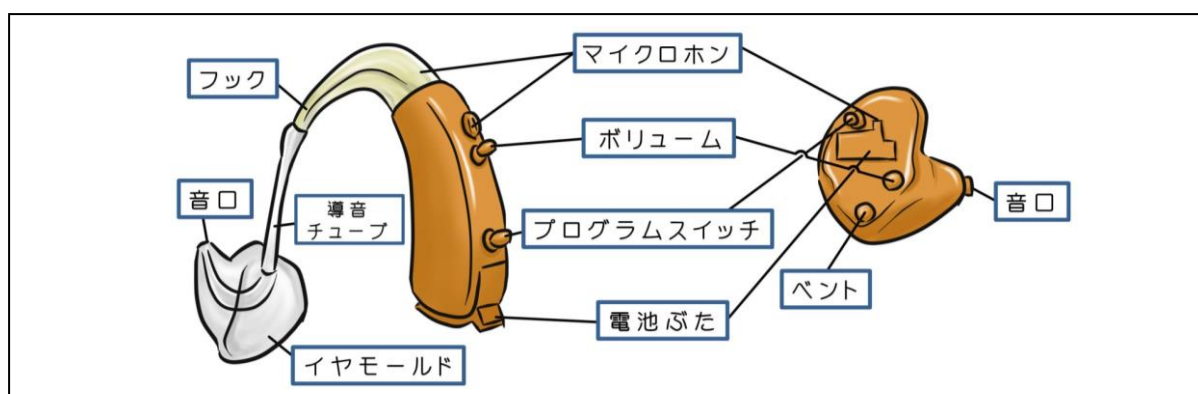 マイクロホン
フック
ボリューム
音口
導音
チューブ
プログラムスイッチ
音口
ベント
電池ぶた
イヤモールド